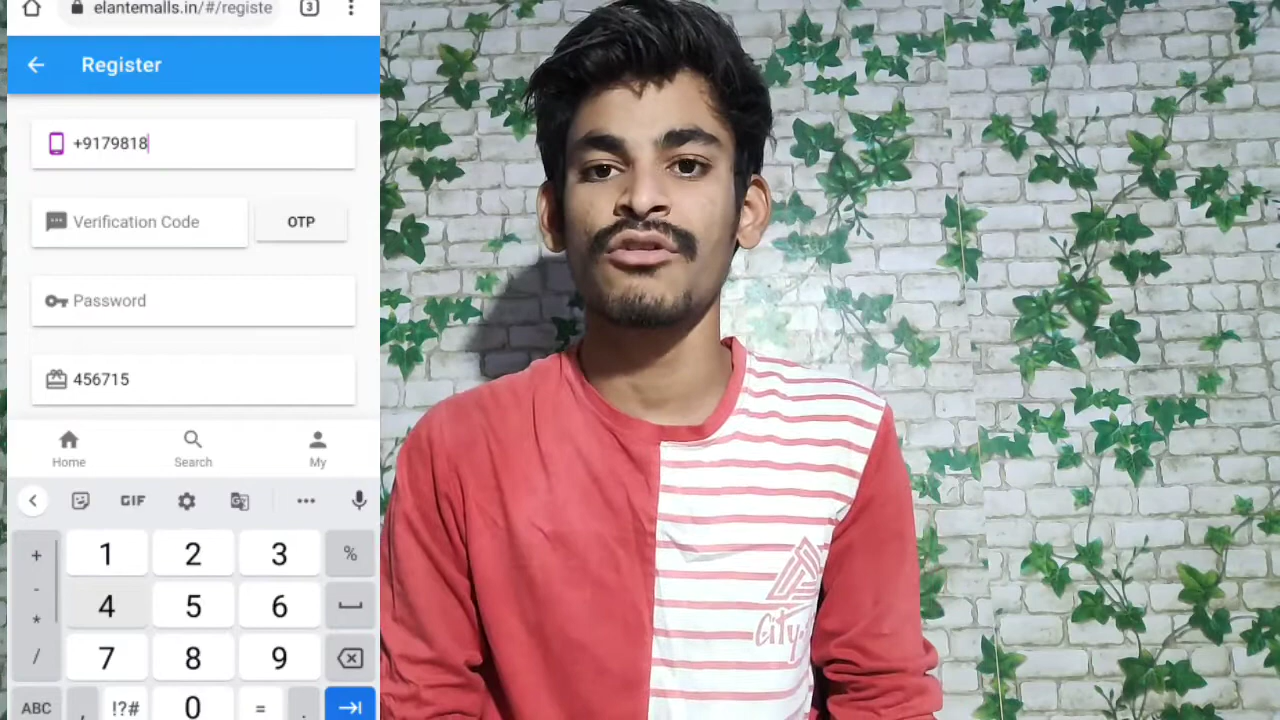 elantemalls.in/#/registe
3
Register
+9179818
Verification Code
OTP
Password
456715
Home
Search
My
GIF
+
1
2
3
%
-
4
5
6
*
/
7
8
9
ABC
,
!?#
0
=
.
City